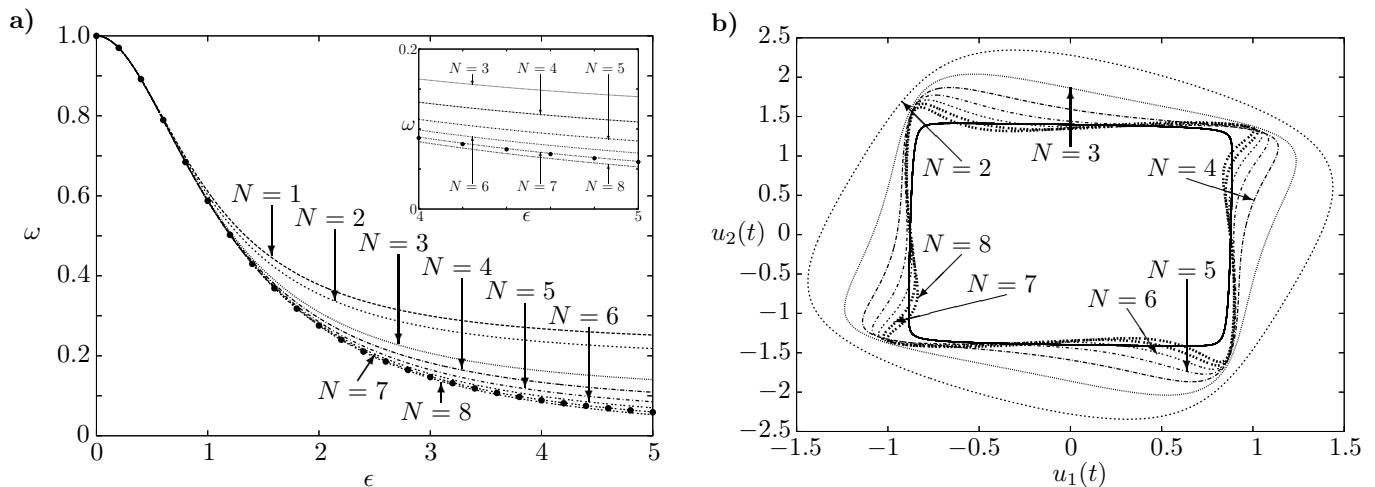 a)
1.0
0.8
0.6
0.4
0.2
0
ω
0 1 2 3 4 5
ϵ
N = 1
N = 2
N = 3
N = 4
N = 5
N = 6
N = 7
N = 8
0.2
ω
0
4 ϵ 5
N = 3 N = 4 N = 5
N = 6 N = 7 N = 8
b)
2.5
2
1.5
1
0.5
0
−0.5
−1
−1.5
−2
−2.5
u₂(t)
−1.5 −1 −0.5 0 0.5 1 1.5
u₁(t)
N = 2
N = 3
N = 4
N = 8
N = 7
N = 5
N = 6